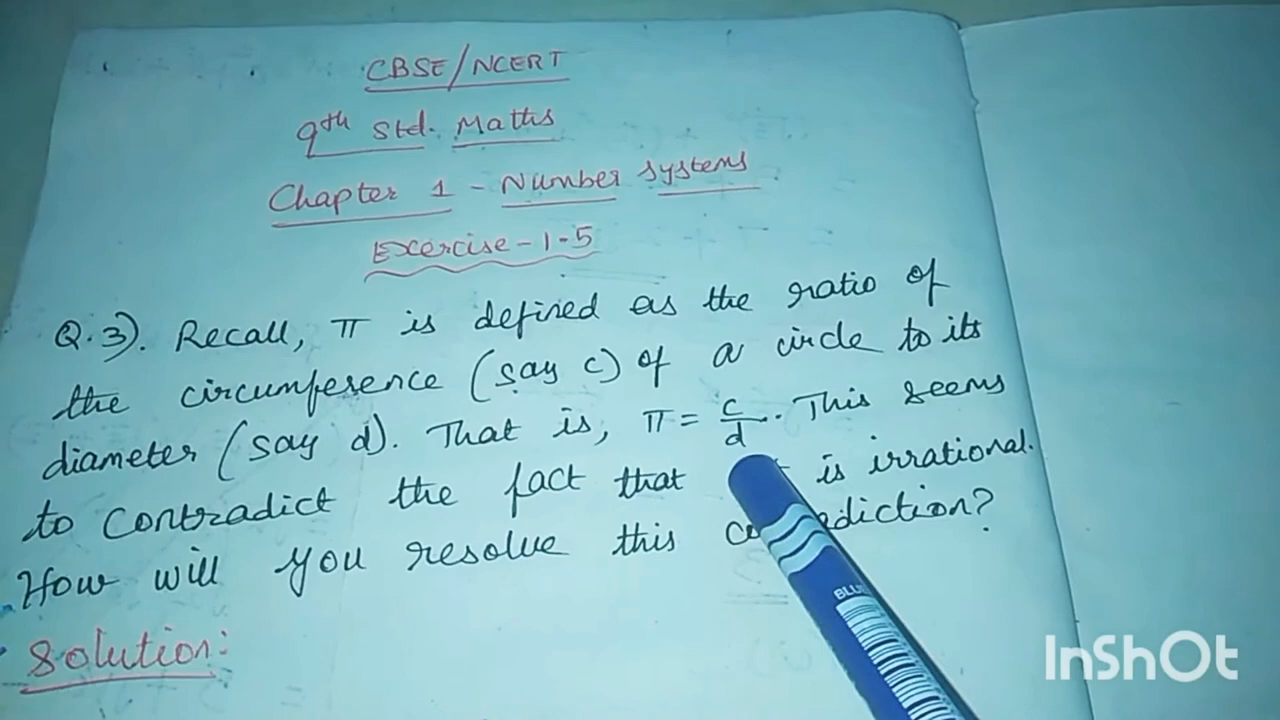 CBSE/NCERT
9th Std. Maths
Chapter 1 - Number systems
Exercise - 1.5
Q.3). Recall, π is defined as the ratio of
the circumference (say c) of a circle to its
diameter (say d). That is, π = c/d. This seems
to contradict the fact that is irrational.
How will you resolve this
Solution:
BLU
InShOt